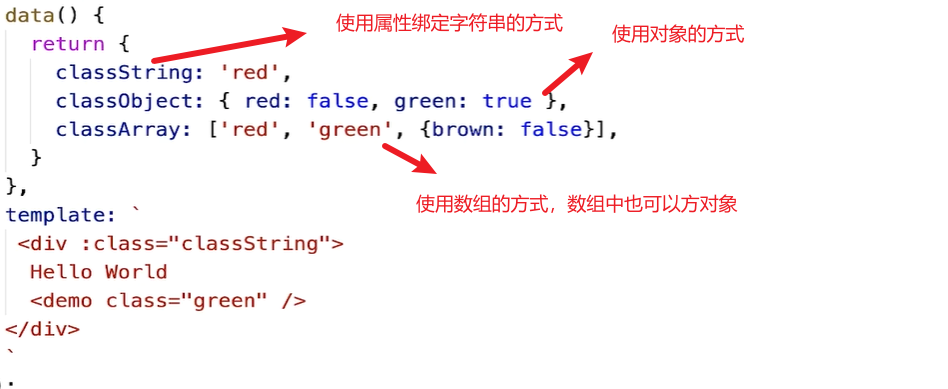 data() {
使用属性绑定字符串的方式
使用对象的方式
return {
classString: 'red',
classObject: { red: false, green: true },
classArray: ['red', 'green', {brown: false}],
}
},
使用数组的方式，数组中也可以方对象
template: `
<div :class="classString">
Hello World
<demo class="green" />
</div>
`